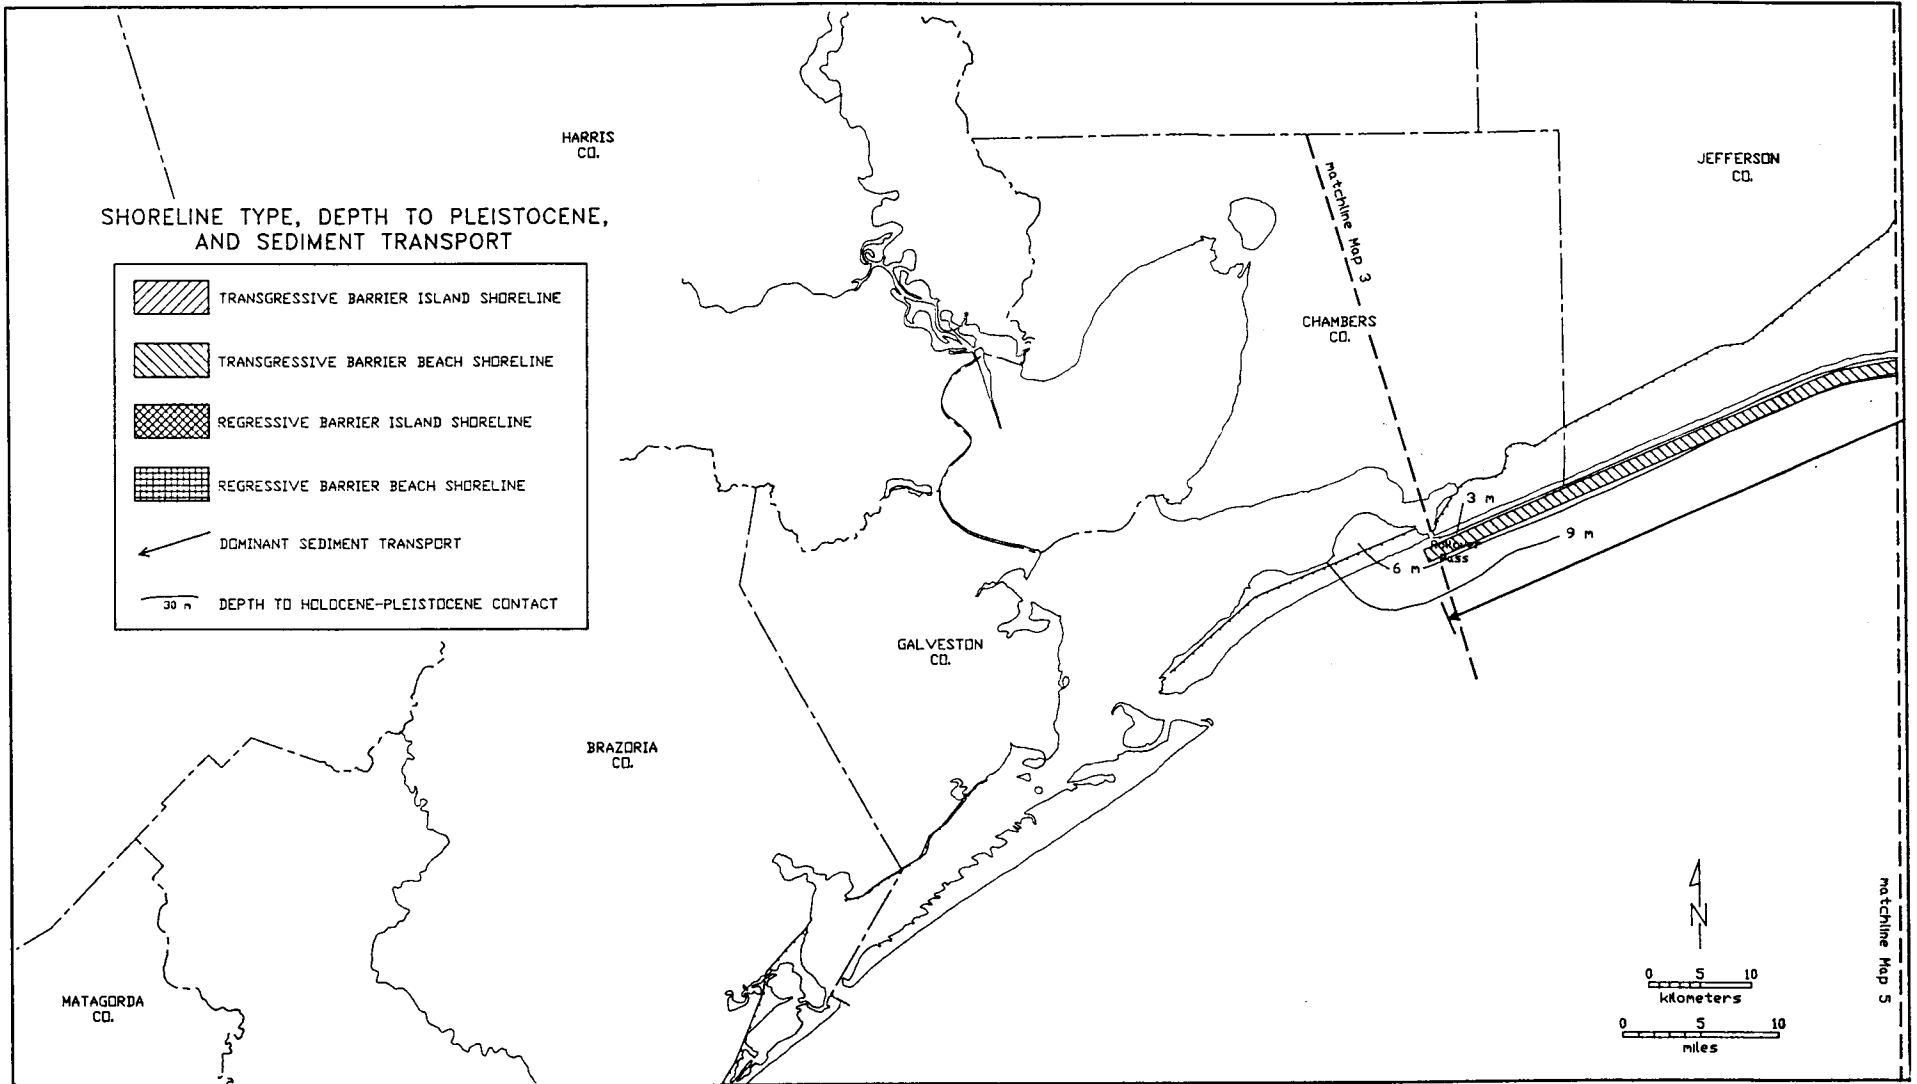 HARRIS
CO.
JEFFERSON
CO.
matchline Map 3
SHORELINE TYPE, DEPTH TO PLEISTOCENE,
AND SEDIMENT TRANSPORT
TRANSGRESSIVE BARRIER ISLAND SHORELINE
TRANSGRESSIVE BARRIER BEACH SHORELINE
REGRESSIVE BARRIER ISLAND SHORELINE
REGRESSIVE BARRIER BEACH SHORELINE
DOMINANT SEDIMENT TRANSPORT
30 m DEPTH TO HOLOCENE-PLEISTOCENE CONTACT
CHAMBERS
CO.
3 m
9 m
Rollover
Pass
6 m
GALVESTON
CO.
BRAZORIA
CO.
MATAGORDA
CO.
N
0 5 10
kilometers
0 5 10
miles
matchline Map 5